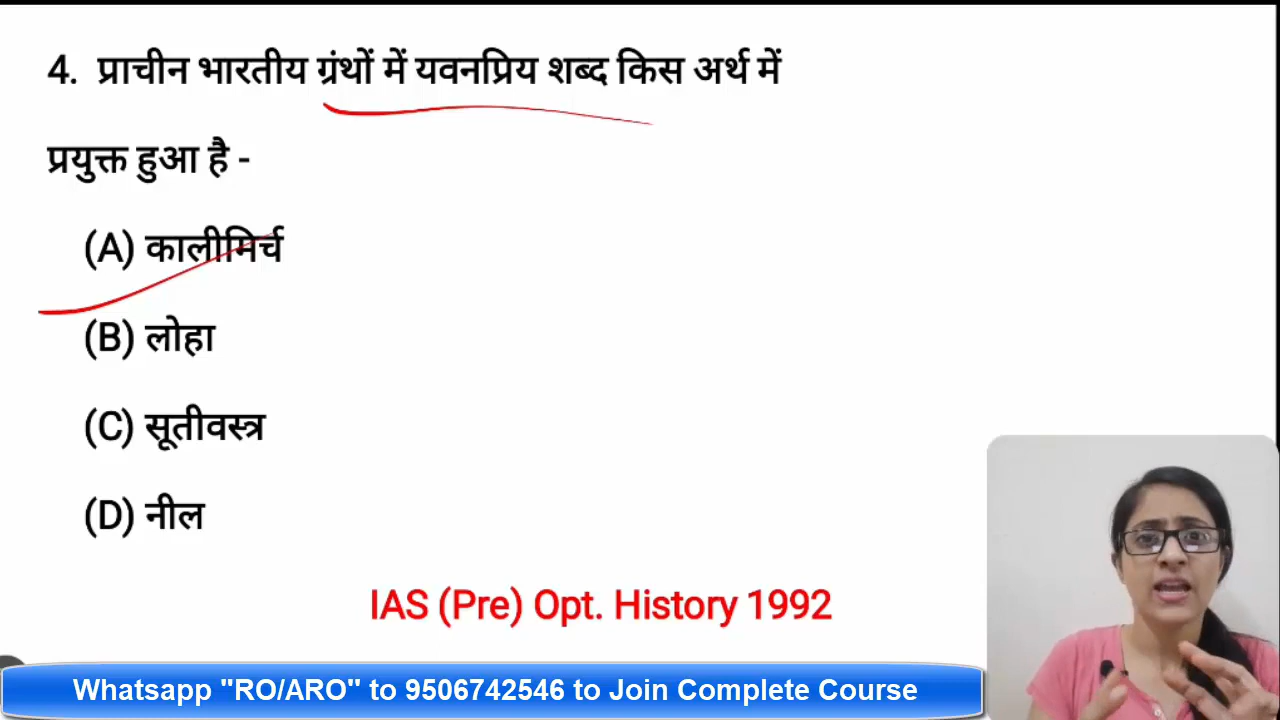 4. प्राचीन भारतीय ग्रंथों में यवनप्रिय शब्द किस अर्थ में
प्रयुक्त हुआ है -
(A) कालीमिर्च
(B) लोहा
(C) सूतीवस्त्र
(D) नील
IAS (Pre) Opt. History 1992
Whatsapp "RO/ARO" to 9506742546 to Join Complete Course